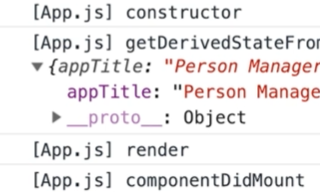 [App.js] constructor
[App.js] getDerivedStateFrom
▼{appTitle: "Person Manager
appTitle: "Person Manage
▶__proto__: Object
[App.js] render
[App.js] componentDidMount